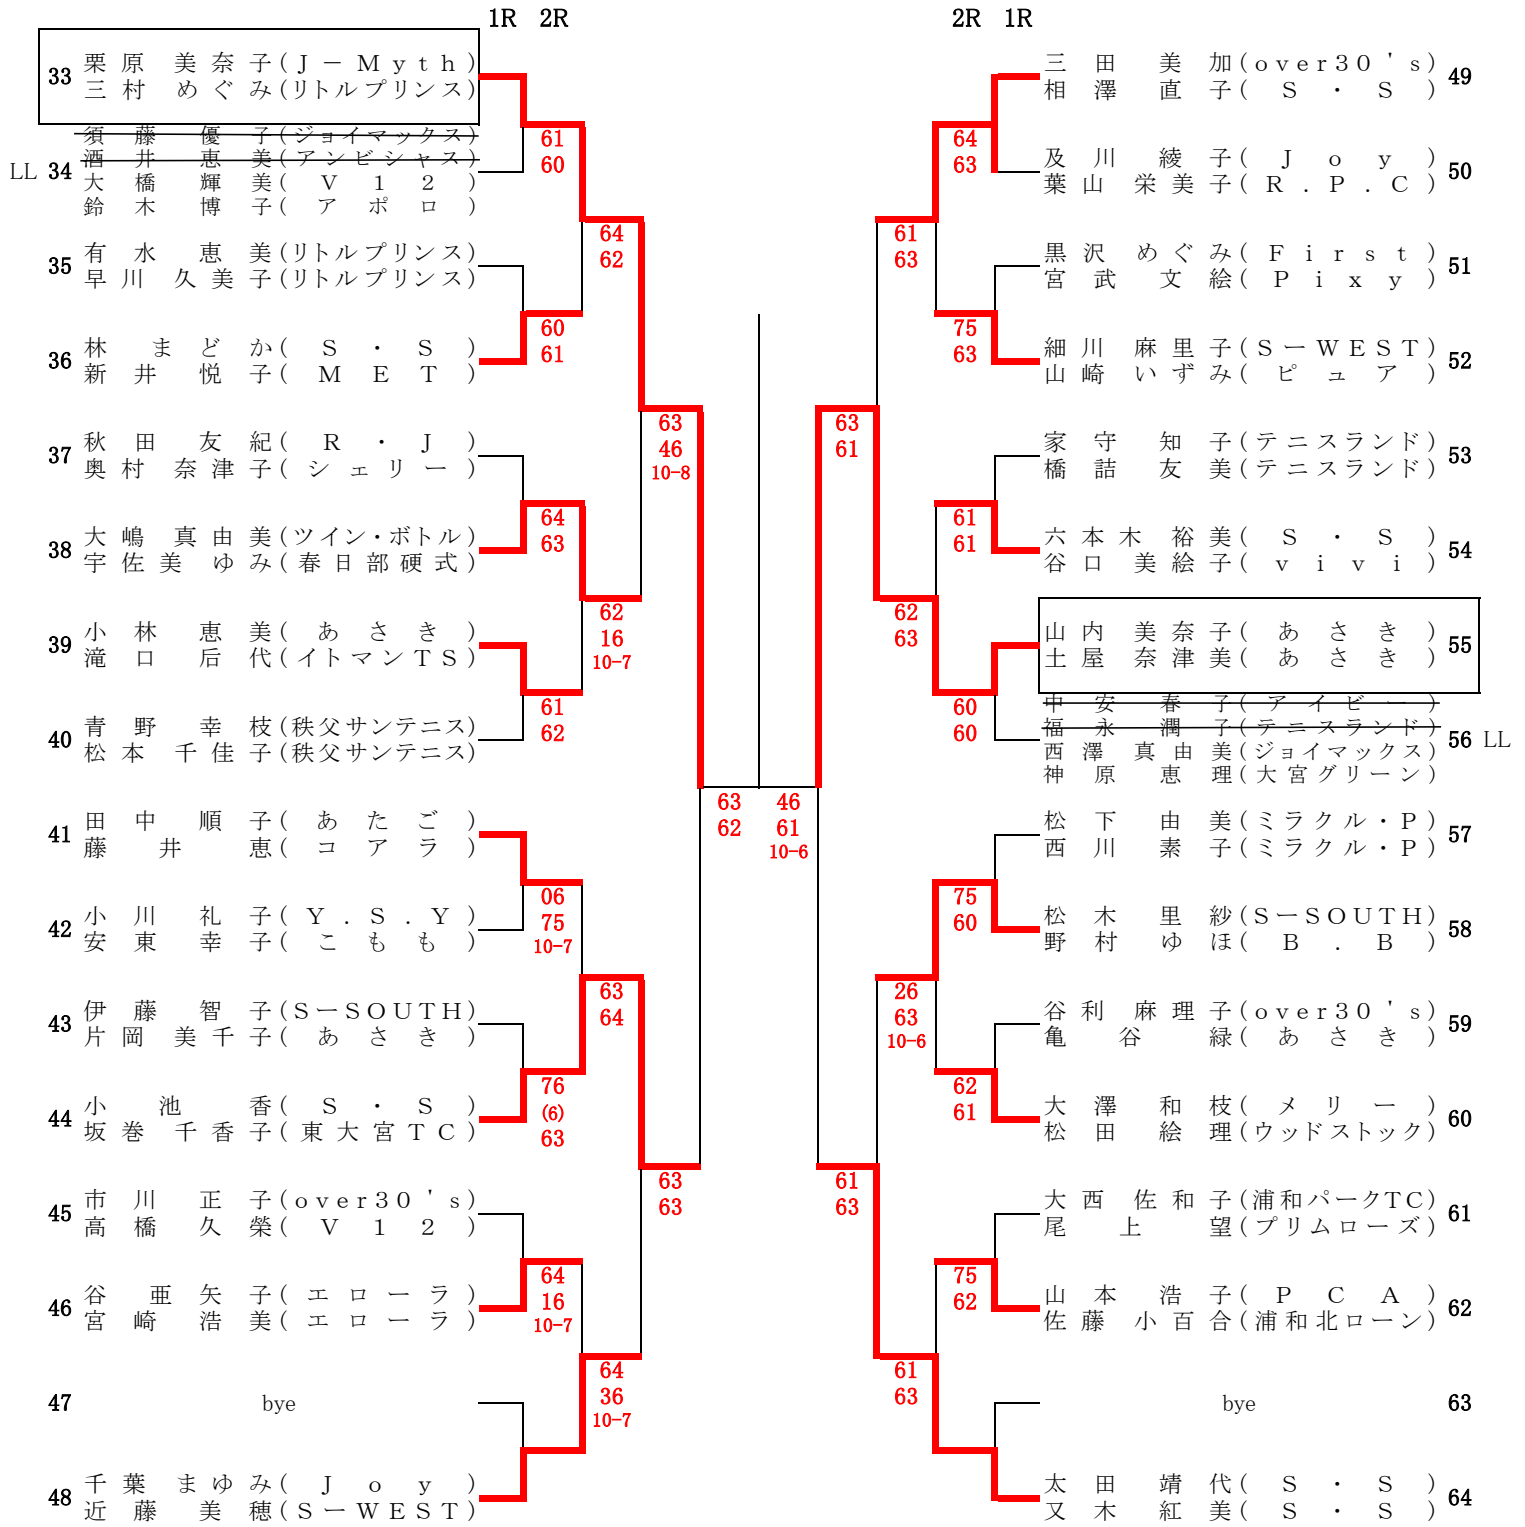 1R 2R
33 栗原 美奈子(J－Myth)
三村 めぐみ(リトルプリンス)
須藤 優子(ジョイマックス)
酒井 恵美(アンビシャス)
LL 34 大橋 輝美(V12)
鈴木 博子(アポロ)
35 有水 恵美(リトルプリンス)
早川 久美子(リトルプリンス)
36 林 まどか(S・S)
新井 悦子(MET)
37 秋田 友紀(R・J)
奥村 奈津子(シェリー)
38 大嶋 真由美(ツイン・ボトル)
宇佐美 ゆみ(春日部硬式)
39 小林 恵美(あさき)
滝口 后代(イトマンTS)
40 青野 幸枝(秩父サンテニス)
松本 千佳子(秩父サンテニス)
41 田中 順子(あたご)
藤井 恵(コアラ)
42 小川 礼子(Y.S.Y)
安東 幸子(こもも)
43 伊藤 智子(SーSOUTH)
片岡 美千子(あさき)
44 小池 香(S・S)
坂巻 千香子(東大宮TC)
45 市川 正子(over30's)
高橋 久榮(V12)
46 谷 亜矢子(エローラ)
宮崎 浩美(エローラ)
47 bye
48 千葉 まゆみ(Joy)
近藤 美穂(SーWEST)
61
60
60
61
64
63
61
62
06
75
10-7
76
(6)
63
64
16
10-7
64
62
62
16
10-7
63
64
64
36
10-7
63
46
10-8
63
63
63
62
46
61
10-6
63
61
61
63
61
63
62
63
26
63
10-6
61
63
64
63
75
63
61
61
60
60
75
60
62
61
75
62
2R 1R
三田 美加(over30's) 49
相澤 直子(S・S)
及川 綾子(Joy) 50
葉山 栄美子(R.P.C)
黒沢 めぐみ(First) 51
宮武 文絵(Pixy)
細川 麻里子(SーWEST) 52
山崎 いずみ(ピュア)
家守 知子(テニスランド) 53
橋詰 友美(テニスランド)
六本木 裕美(S・S) 54
谷口 美絵子(vivi)
山内 美奈子(あさき) 55
土屋 奈津美(あさき)
中安 春子(アイビー)
福永 潤子(テニスランド)
西澤 真由美(ジョイマックス) 56 LL
神原 恵理(大宮グリーン)
松下 由美(ミラクル・P) 57
西川 素子(ミラクル・P)
松木 里紗(SーSOUTH) 58
野村 ゆほ(B.B)
谷利 麻理子(over30's) 59
亀谷 緑(あさき)
大澤 和枝(メリー) 60
松田 絵理(ウッドストック)
大西 佐和子(浦和パークTC) 61
尾上 望(プリムローズ)
山本 浩子(PCA) 62
佐藤 小百合(浦和北ローン)
bye 63
太田 靖代(S・S) 64
又木 紅美(S・S)